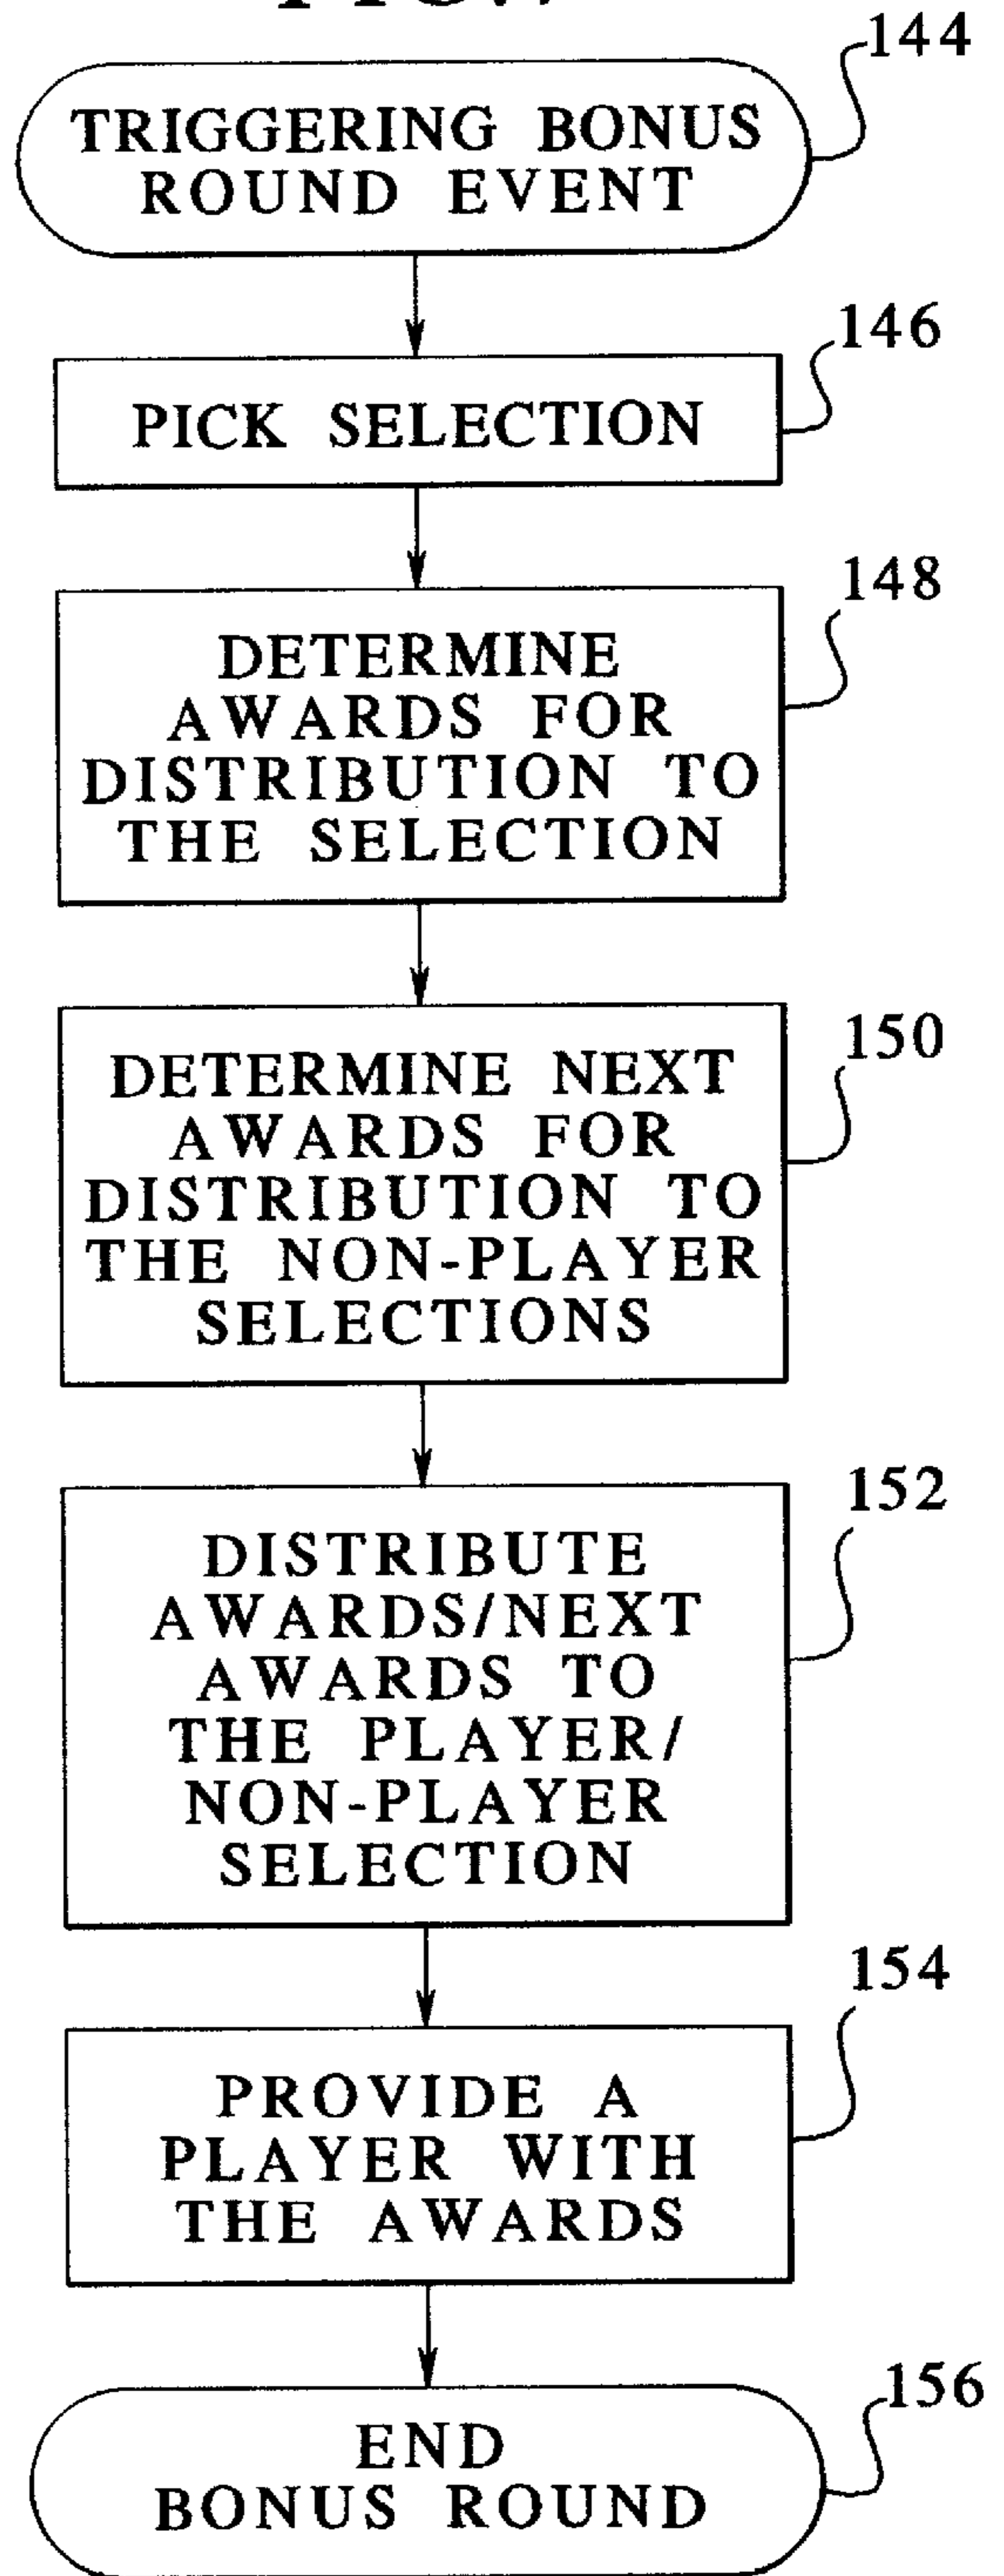 144
TRIGGERING BONUS
ROUND EVENT
146
PICK SELECTION
148
DETERMINE
AWARDS FOR
DISTRIBUTION TO
THE SELECTION
150
DETERMINE NEXT
AWARDS FOR
DISTRIBUTION TO
THE NON-PLAYER
SELECTIONS
152
DISTRIBUTE
AWARDS/NEXT
AWARDS TO
THE PLAYER/
NON-PLAYER
SELECTION
154
PROVIDE A
PLAYER WITH
THE AWARDS
156
END
BONUS ROUND